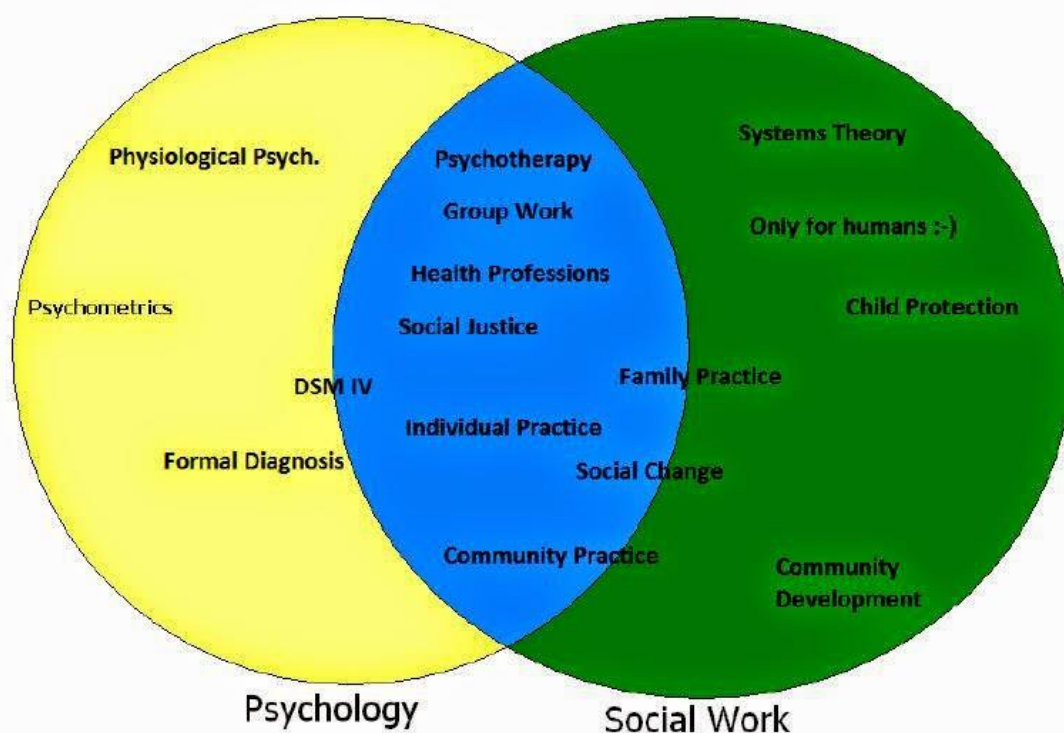 Physiological Psych.
Psychometrics
DSM IV
Formal Diagnosis
Psychotherapy
Group Work
Health Professions
Social Justice
Individual Practice
Family Practice
Social Change
Community Practice
Systems Theory
Only for humans :-)
Child Protection
Community
Development
Psychology
Social Work